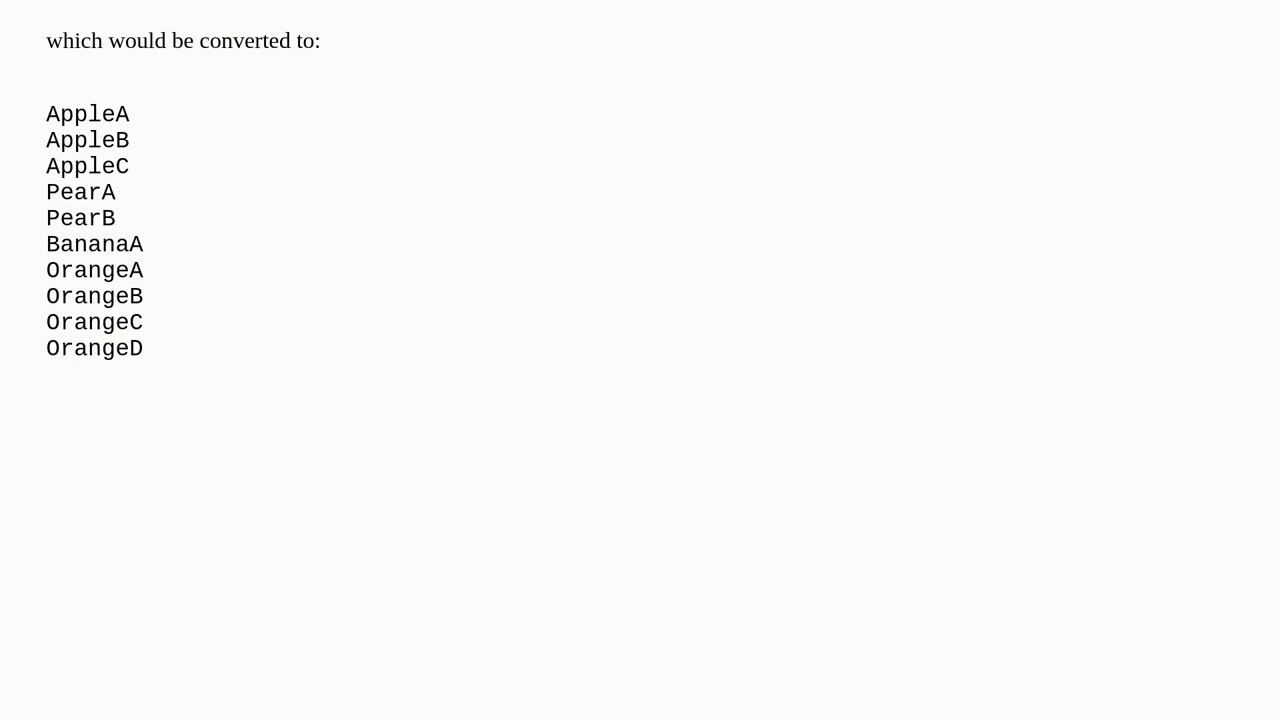 which would be converted to:
AppleA
AppleB
AppleC
PearA
PearB
BananaA
OrangeA
OrangeB
OrangeC
OrangeD